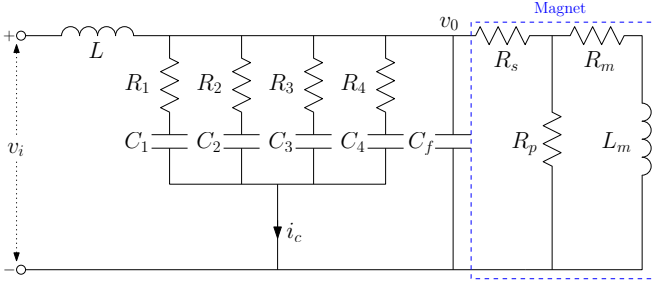 Magnet
+
v_0
L
R_s
R_m
R_1
R_2
R_3
R_4
v_i
C_1
C_2
C_3
C_4
C_f
R_p
L_m
i_c
−